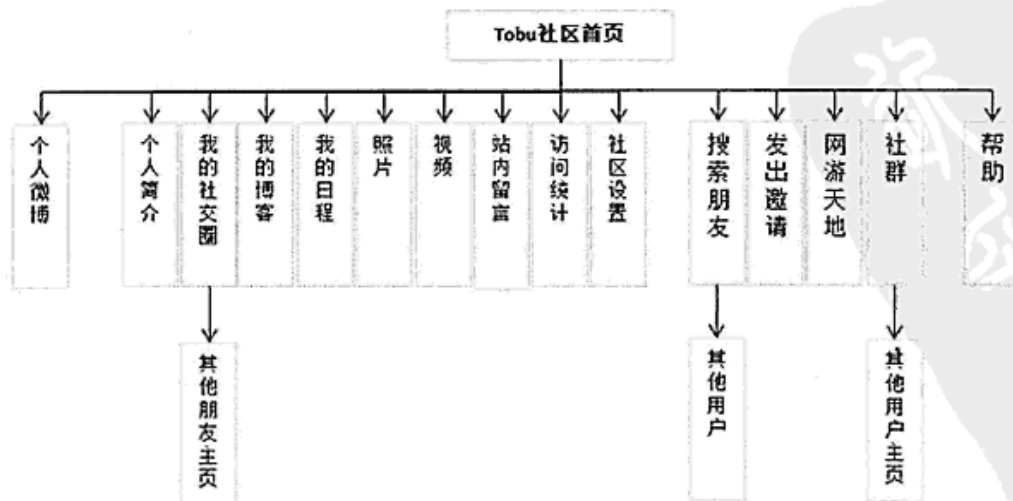 Tobu社区首页
个人微博
个人简介
我的社交圈
我的博客
我的日程
照片
视频
站内留言
访问统计
社区设置
搜索朋友
发出邀请
网游天地
社群
帮助
其他朋友主页
其他用户
其他用户主页